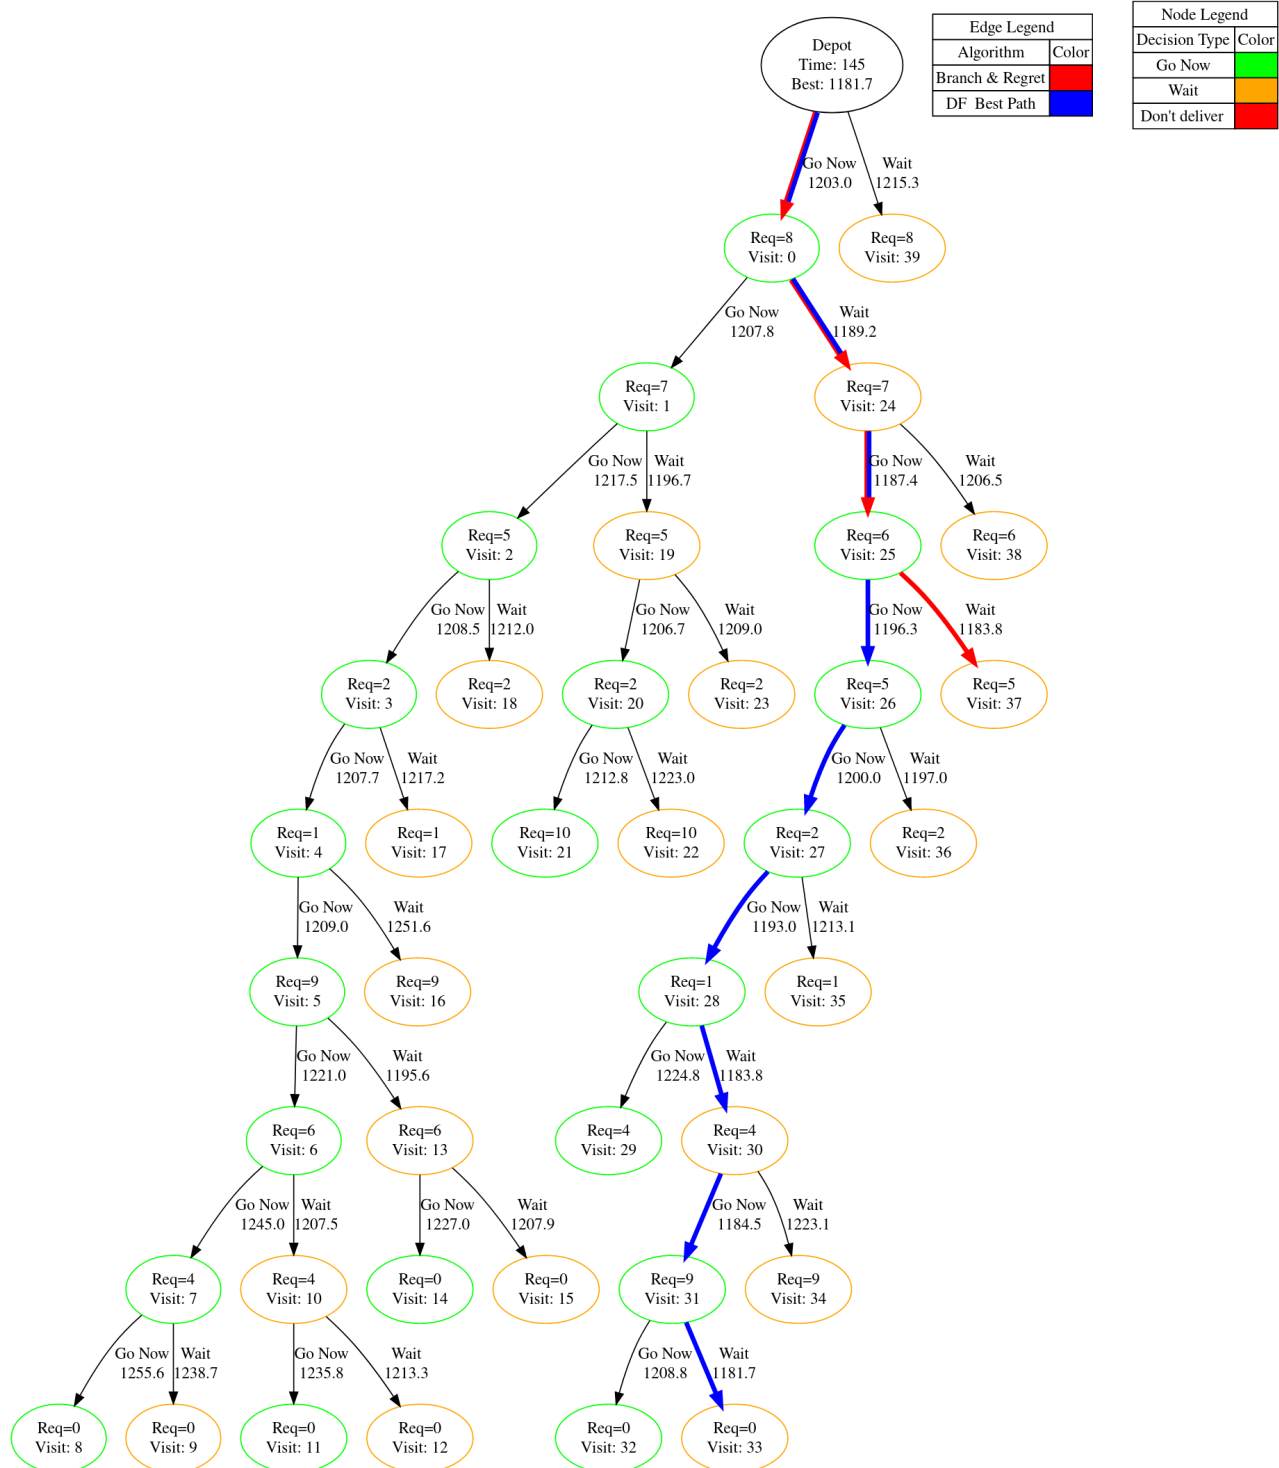 Depot
Time: 145
Best: 1181.7
Edge Legend
Algorithm Color
Branch & Regret
DF Best Path
Node Legend
Decision Type Color
Go Now
Wait
Don't deliver
Go Now
1203.0
Wait
1215.3
Req=8
Visit: 0
Req=8
Visit: 39
Go Now
1207.8
Wait
1189.2
Req=7
Visit: 1
Req=7
Visit: 24
Go Now
1217.5
Wait
1196.7
Go Now
1187.4
Wait
1206.5
Req=5
Visit: 2
Req=5
Visit: 19
Req=6
Visit: 25
Req=6
Visit: 38
Go Now
1208.5
Wait
1212.0
Go Now
1206.7
Wait
1209.0
Go Now
1196.3
Wait
1183.8
Req=2
Visit: 3
Req=2
Visit: 18
Req=2
Visit: 20
Req=2
Visit: 23
Req=5
Visit: 26
Req=5
Visit: 37
Go Now
1207.7
Wait
1217.2
Go Now
1212.8
Wait
1223.0
Go Now
1200.0
Wait
1197.0
Req=1
Visit: 4
Req=1
Visit: 17
Req=10
Visit: 21
Req=10
Visit: 22
Req=2
Visit: 27
Req=2
Visit: 36
Go Now
1209.0
Wait
1251.6
Go Now
1193.0
Wait
1213.1
Req=9
Visit: 5
Req=9
Visit: 16
Req=1
Visit: 28
Req=1
Visit: 35
Go Now
1221.0
Wait
1195.6
Go Now
1224.8
Wait
1183.8
Req=6
Visit: 6
Req=6
Visit: 13
Req=4
Visit: 29
Req=4
Visit: 30
Go Now
1245.0
Wait
1207.5
Go Now
1227.0
Wait
1207.9
Go Now
1184.5
Wait
1223.1
Req=4
Visit: 7
Req=4
Visit: 10
Req=0
Visit: 14
Req=0
Visit: 15
Req=9
Visit: 31
Req=9
Visit: 34
Go Now
1255.6
Wait
1238.7
Go Now
1235.8
Wait
1213.3
Go Now
1208.8
Wait
1181.7
Req=0
Visit: 8
Req=0
Visit: 9
Req=0
Visit: 11
Req=0
Visit: 12
Req=0
Visit: 32
Req=0
Visit: 33